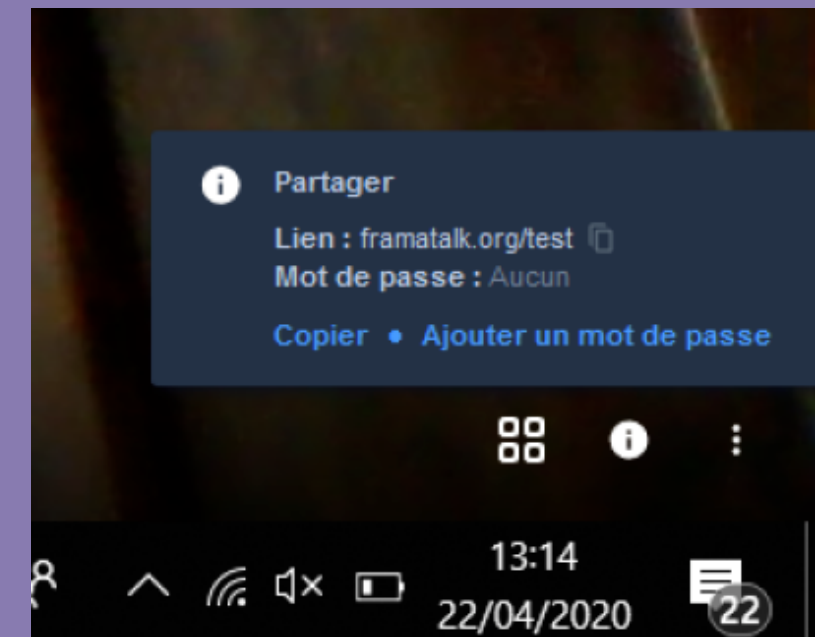 Partager
Lien : framatalk.org/test
Mot de passe : Aucun
Copier • Ajouter un mot de passe
13:14
22/04/2020
22